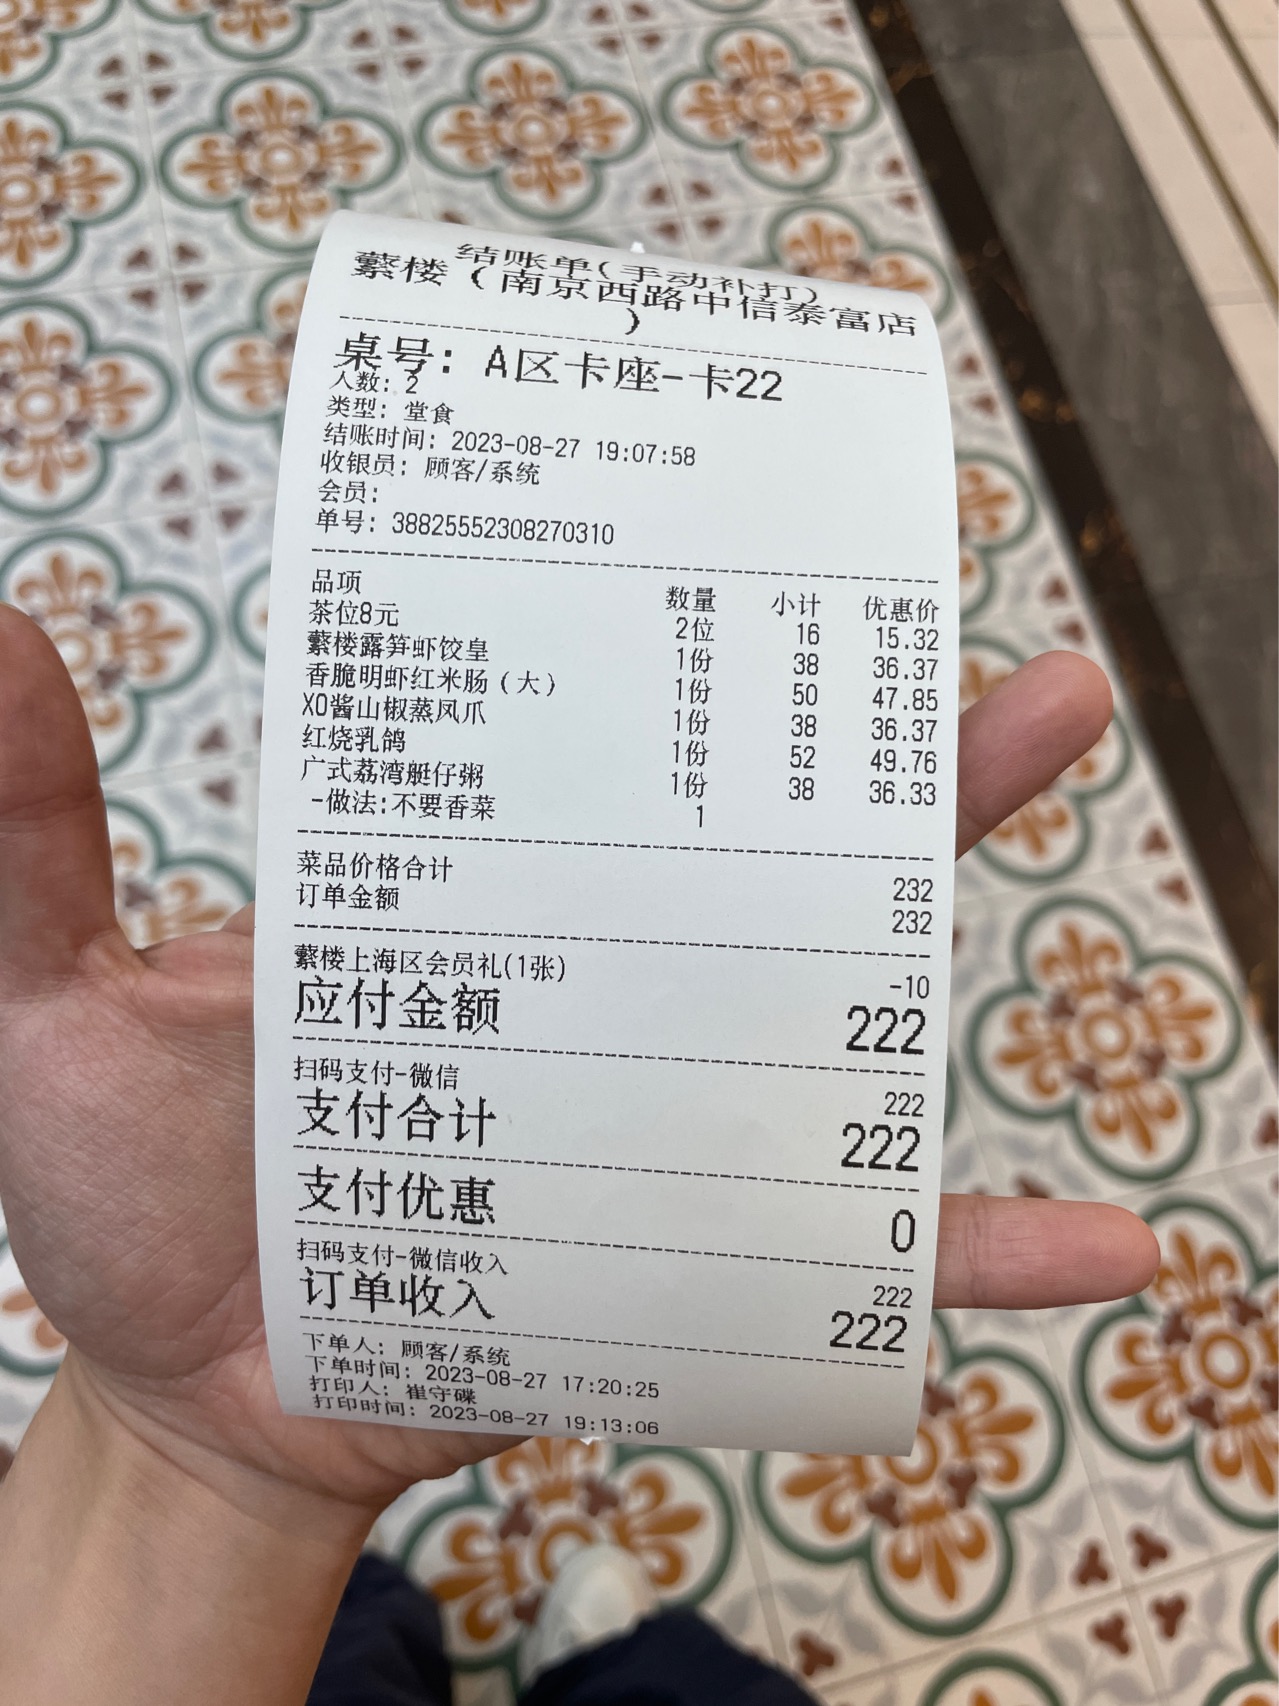 结账单(手动补打)
蘩楼（南京西路中信泰富店
）
桌号: A区卡座-卡22
人数: 2
类型: 堂食
结账时间: 2023-08-27 19:07:58
收银员: 顾客/系统
会员:
单号: 38825552308270310
品项 数量 小计 优惠价
茶位8元 2位 16 15.32
蘩楼露笋虾饺皇 1份 38 36.37
香脆明虾红米肠（大） 1份 50 47.85
XO酱山椒蒸凤爪 1份 38 36.37
红烧乳鸽 1份 52 49.76
广式荔湾艇仔粥 1份 38 36.33
-做法:不要香菜 1
菜品价格合计 232
订单金额 232
蘩楼上海区会员礼(1张) -10
应付金额 222
扫码支付-微信 222
支付合计 222
支付优惠 0
扫码支付-微信收入 222
订单收入 222
下单人: 顾客/系统
下单时间: 2023-08-27 17:20:25
打印人: 崔守碟
打印时间: 2023-08-27 19:13:06